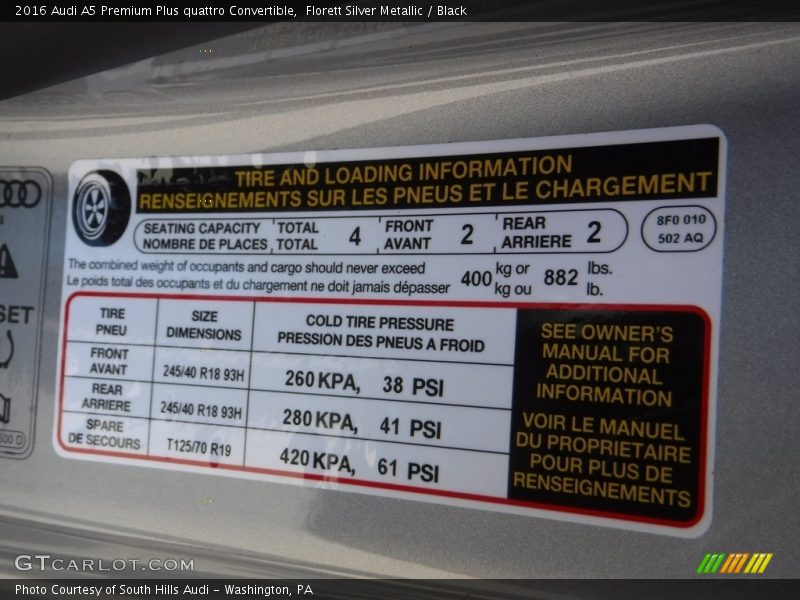 2016 Audi A5 Premium Plus quattro Convertible, Florett Silver Metallic / Black
TIRE AND LOADING INFORMATION
RENSEIGNEMENTS SUR LES PNEUS ET LE CHARGEMENT
SEATING CAPACITY TOTAL 4 FRONT 2 REAR 2
NOMBRE DE PLACES TOTAL AVANT ARRIERE
8F0 010
502 AQ
The combined weight of occupants and cargo should never exceed 400 kg or 882 lbs.
Le poids total des occupants et du chargement ne doit jamais dépasser kg ou lb.
TIRE SIZE COLD TIRE PRESSURE
PNEU DIMENSIONS PRESSION DES PNEUS A FROID
FRONT
AVANT 245/40 R18 93H 260 KPA, 38 PSI
REAR
ARRIERE 245/40 R18 93H 280 KPA, 41 PSI
SPARE
DE SECOURS T125/70 R19 420 KPA, 61 PSI
SEE OWNER'S
MANUAL FOR
ADDITIONAL
INFORMATION
VOIR LE MANUEL
DU PROPRIETAIRE
POUR PLUS DE
RENSEIGNEMENTS
SET
GTCARLOT.COM
Photo Courtesy of South Hills Audi - Washington, PA